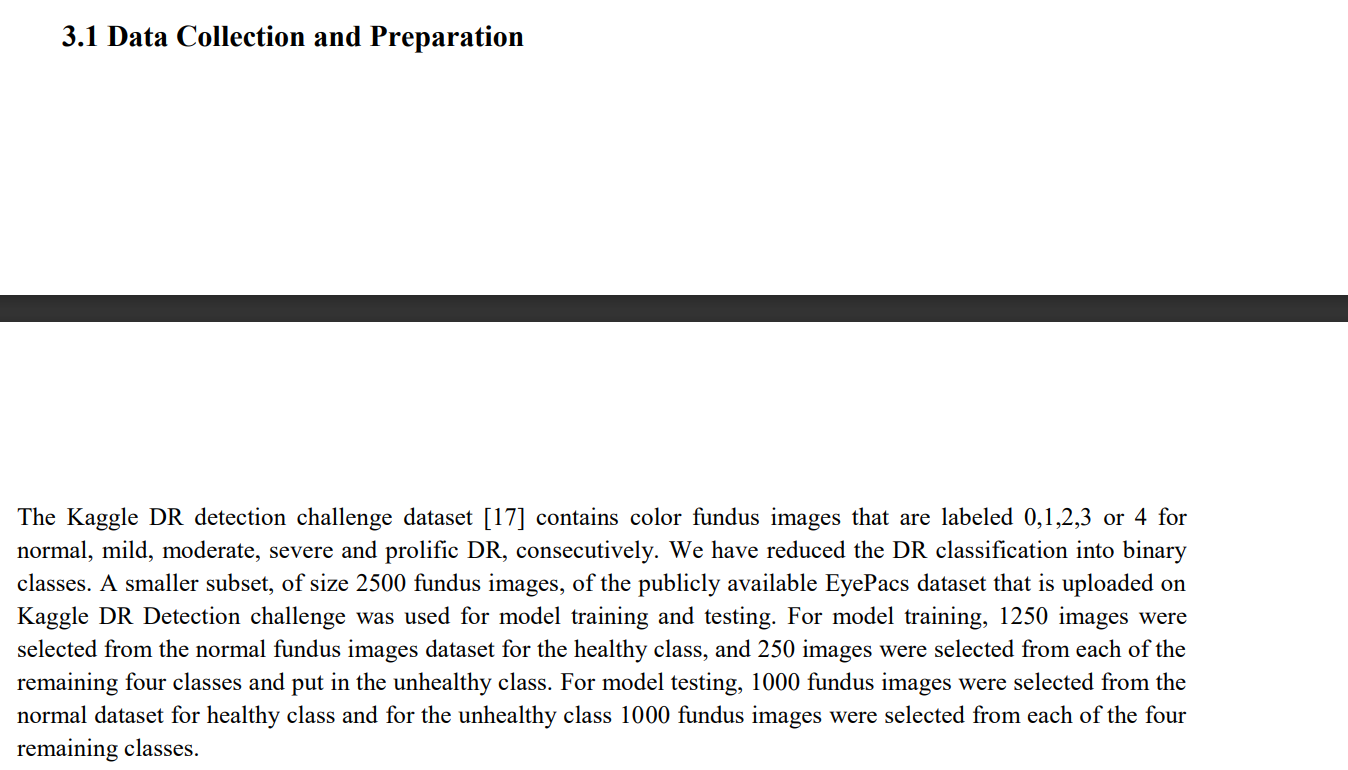 3.1 Data Collection and Preparation
The Kaggle DR detection challenge dataset [17] contains color fundus images that are labeled 0,1,2,3 or 4 for
normal, mild, moderate, severe and prolific DR, consecutively. We have reduced the DR classification into binary
classes. A smaller subset, of size 2500 fundus images, of the publicly available EyePacs dataset that is uploaded on
Kaggle DR Detection challenge was used for model training and testing. For model training, 1250 images were
selected from the normal fundus images dataset for the healthy class, and 250 images were selected from each of the
remaining four classes and put in the unhealthy class. For model testing, 1000 fundus images were selected from the
normal dataset for healthy class and for the unhealthy class 1000 fundus images were selected from each of the four
remaining classes.